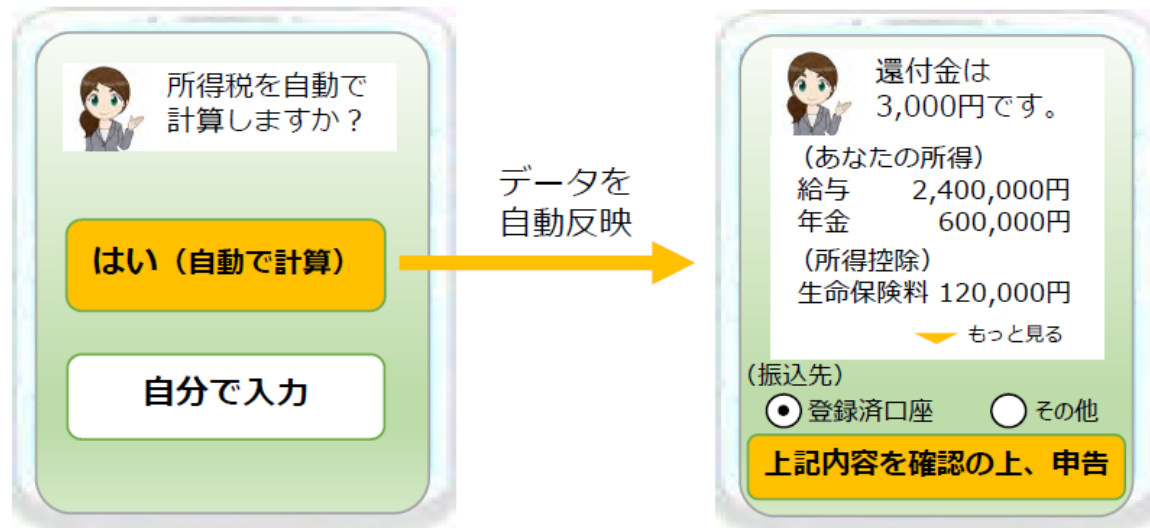 所得税を自動で
計算しますか？
はい（自動で計算）
自分で入力
データを
自動反映
還付金は
3,000円です。
（あなたの所得）
給与 2,400,000円
年金 600,000円
（所得控除）
生命保険料 120,000円
もっと見る
（振込先）
登録済口座 その他
上記内容を確認の上、申告